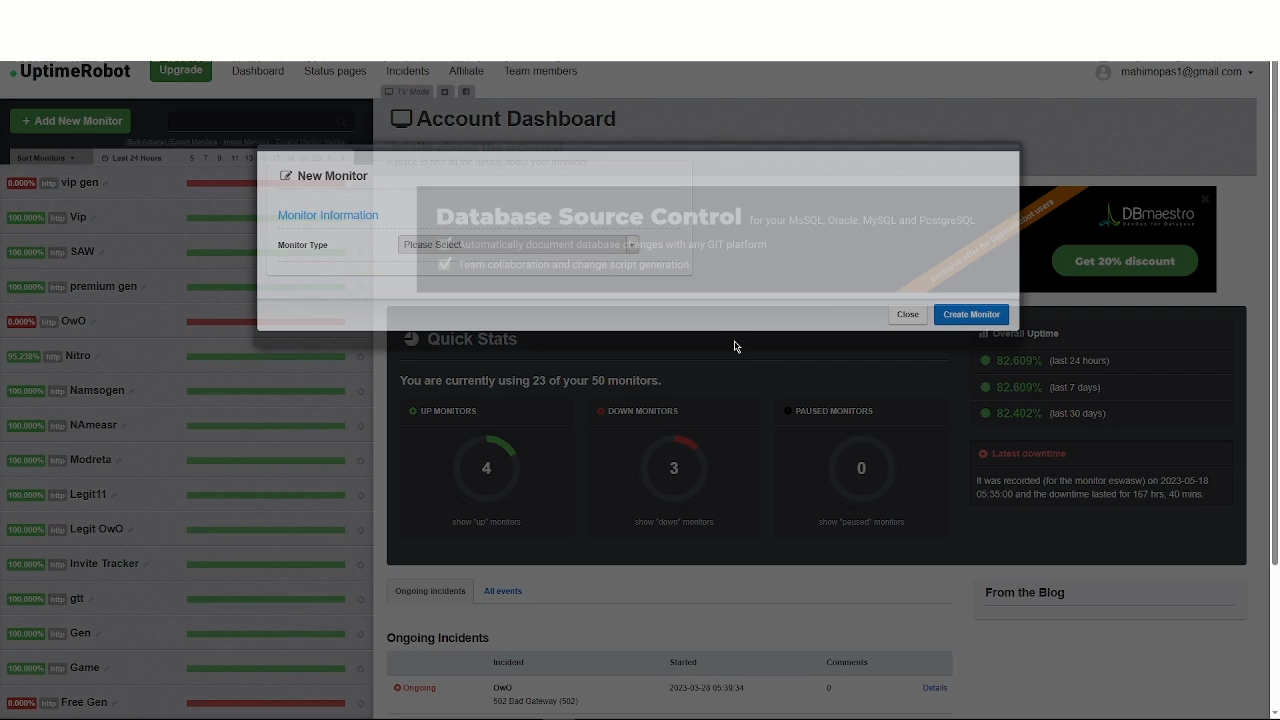 UptimeRobot
Upgrade
Dashboard
Status pages
Incidents
Affiliate
Team members
mahimopas1@gmail.com
TV Mode
+ Add New Monitor
Account Dashboard
Sort Monitors
Last 24 Hours
5 7 9 11 13
New Monitor
Monitor Information
Monitor Type
Please Select
Close
Create Monitor
Database Source Control for your MsSQL, Oracle, MySQL and PostgreSQL
Automatically document database changes with any GIT platform
Team collaboration and change script generation
DBmaestro
DevOps for Database
Get 20% discount
0.000% http vip gen
100.000% http Vip
100.000% http SAW
100.000% http premium gen
0.000% http OwO
95.238% http Nitro
100.000% http Namsogen
100.000% http NAmeasr
100.000% http Modreta
100.000% http Legit11
100.000% http Legit OwO
100.000% http Invite Tracker
100.000% http gtt
100.000% http Gen
100.000% http Game
0.000% http Free Gen
Quick Stats
You are currently using 23 of your 50 monitors.
UP MONITORS
4
show "up" monitors
DOWN MONITORS
3
show "down" monitors
PAUSED MONITORS
0
show "paused" monitors
Overall Uptime
82.609% (last 24 hours)
82.609% (last 7 days)
82.402% (last 30 days)
Latest downtime
It was recorded (for the monitor eswasw) on 2023-05-18
05:35:00 and the downtime lasted for 167 hrs, 40 mins.
Ongoing incidents
All events
From the Blog
Ongoing Incidents
Incident Started Comments
Ongoing OwO 2023-03-28 05:39:34 0 Details
502 Dad Gateway (502)